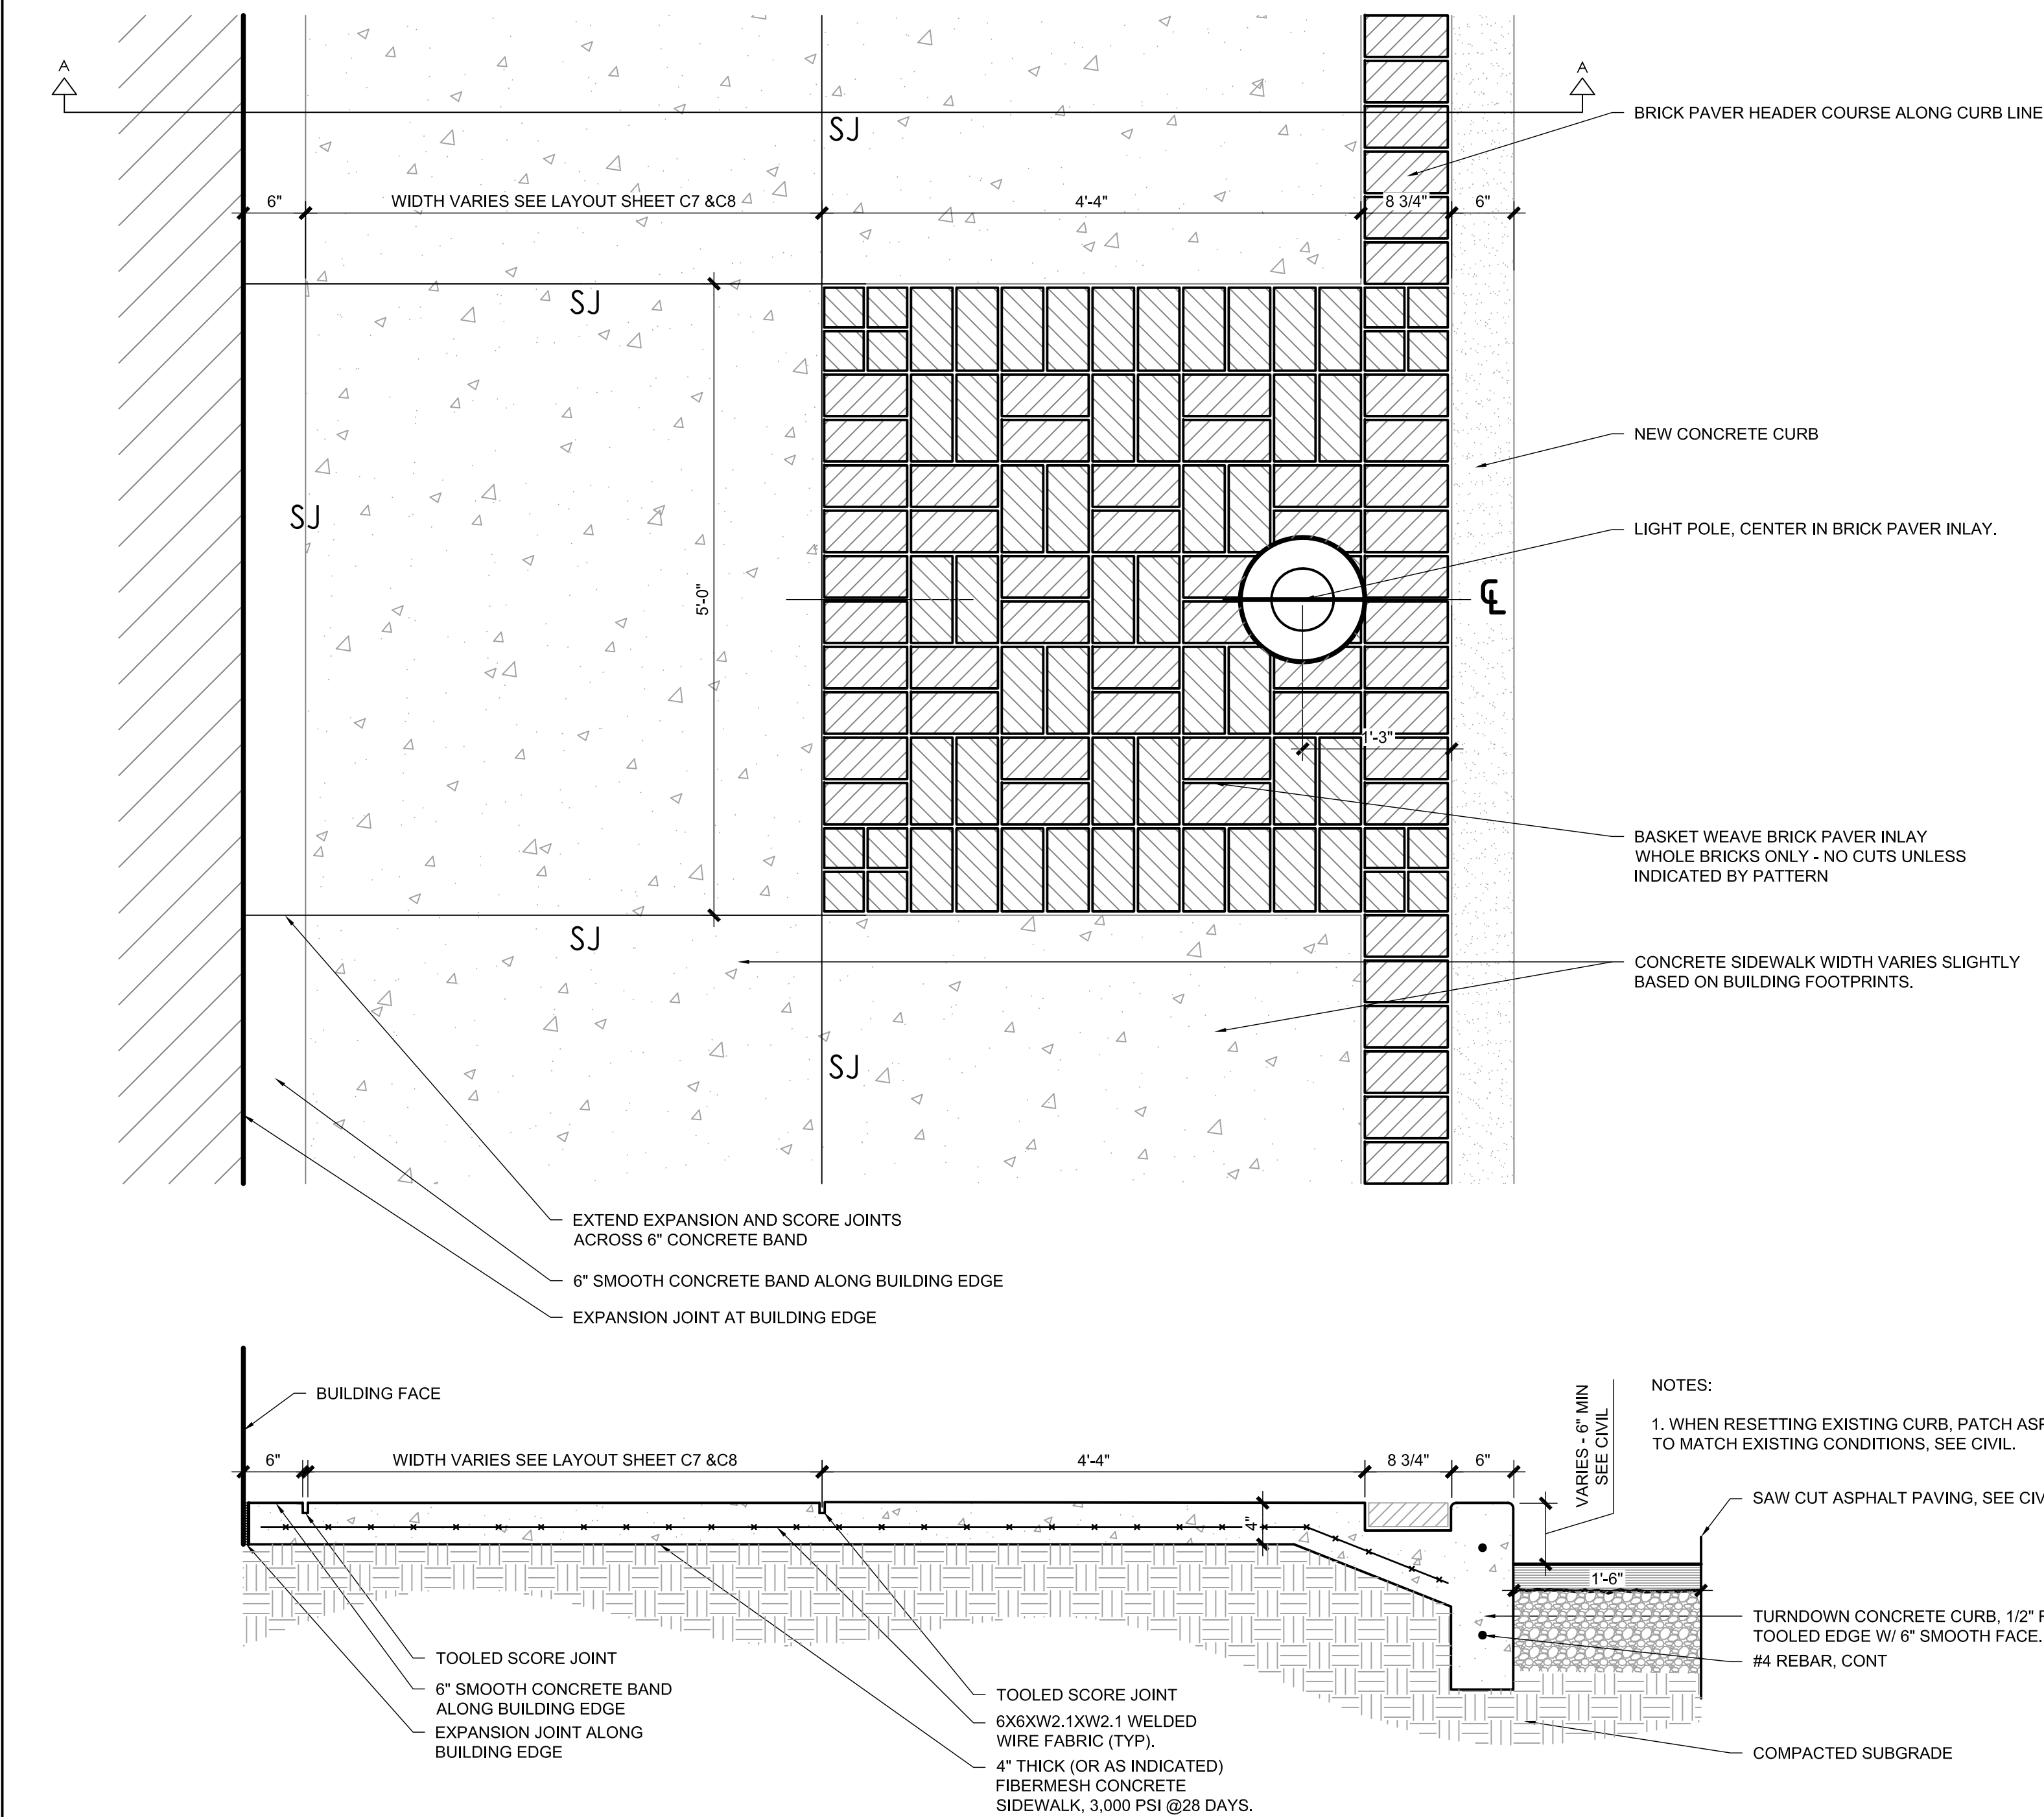 A
A
SJ
BRICK PAVER HEADER COURSE ALONG CURB LINE
6"
WIDTH VARIES SEE LAYOUT SHEET C7 &C8
4'-4"
8 3/4"
6"
SJ
NEW CONCRETE CURB
SJ
LIGHT POLE, CENTER IN BRICK PAVER INLAY.
5'-0"
℄
1'-3"
BASKET WEAVE BRICK PAVER INLAY
WHOLE BRICKS ONLY - NO CUTS UNLESS
INDICATED BY PATTERN
SJ
CONCRETE SIDEWALK WIDTH VARIES SLIGHTLY
BASED ON BUILDING FOOTPRINTS.
SJ
EXTEND EXPANSION AND SCORE JOINTS
ACROSS 6" CONCRETE BAND
6" SMOOTH CONCRETE BAND ALONG BUILDING EDGE
EXPANSION JOINT AT BUILDING EDGE
BUILDING FACE
6"
WIDTH VARIES SEE LAYOUT SHEET C7 &C8
4'-4"
8 3/4"
6"
VARIES - 6" MIN
SEE CIVIL
NOTES:
1. WHEN RESETTING EXISTING CURB, PATCH
TO MATCH EXISTING CONDITIONS, SEE CIVIL.
SAW CUT ASPHALT PAVING, SEE
4"
1'-6"
TURNDOWN CONCRETE CURB, 1/2"
TOOLED EDGE W/ 6" SMOOTH FACE.
#4 REBAR, CONT
COMPACTED SUBGRADE
TOOLED SCORE JOINT
6" SMOOTH CONCRETE BAND
ALONG BUILDING EDGE
EXPANSION JOINT ALONG
BUILDING EDGE
TOOLED SCORE JOINT
6X6XW2.1XW2.1 WELDED
WIRE FABRIC (TYP).
4" THICK (OR AS INDICATED)
FIBERMESH CONCRETE
SIDEWALK, 3,000 PSI @28 DAYS.